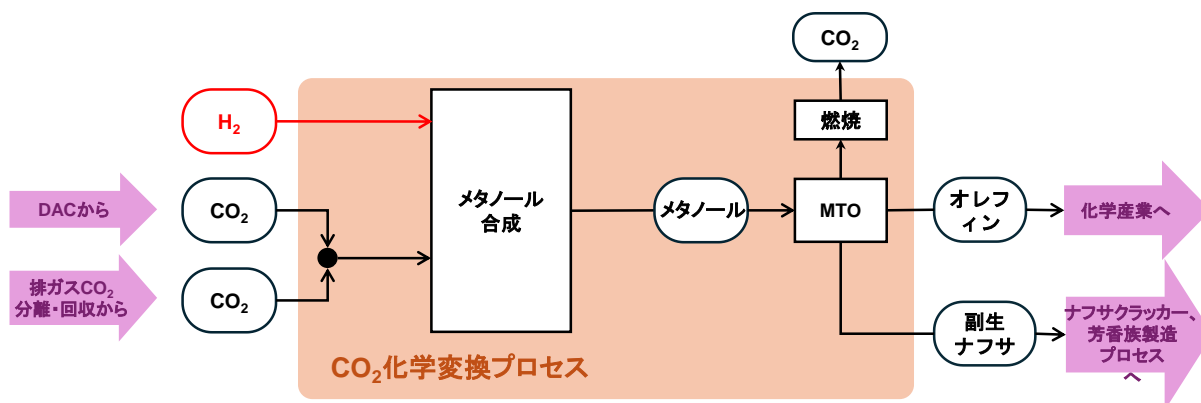 CO₂
H₂
燃焼
メタノール
合成
DACから
CO₂
メタノール
MTO
オレフ
ィン
化学産業へ
排ガスCO₂
分離・回収から
CO₂
副生
ナフサ
ナフサクラッカー、
芳香族製造
プロセス
へ
CO₂化学変換プロセス